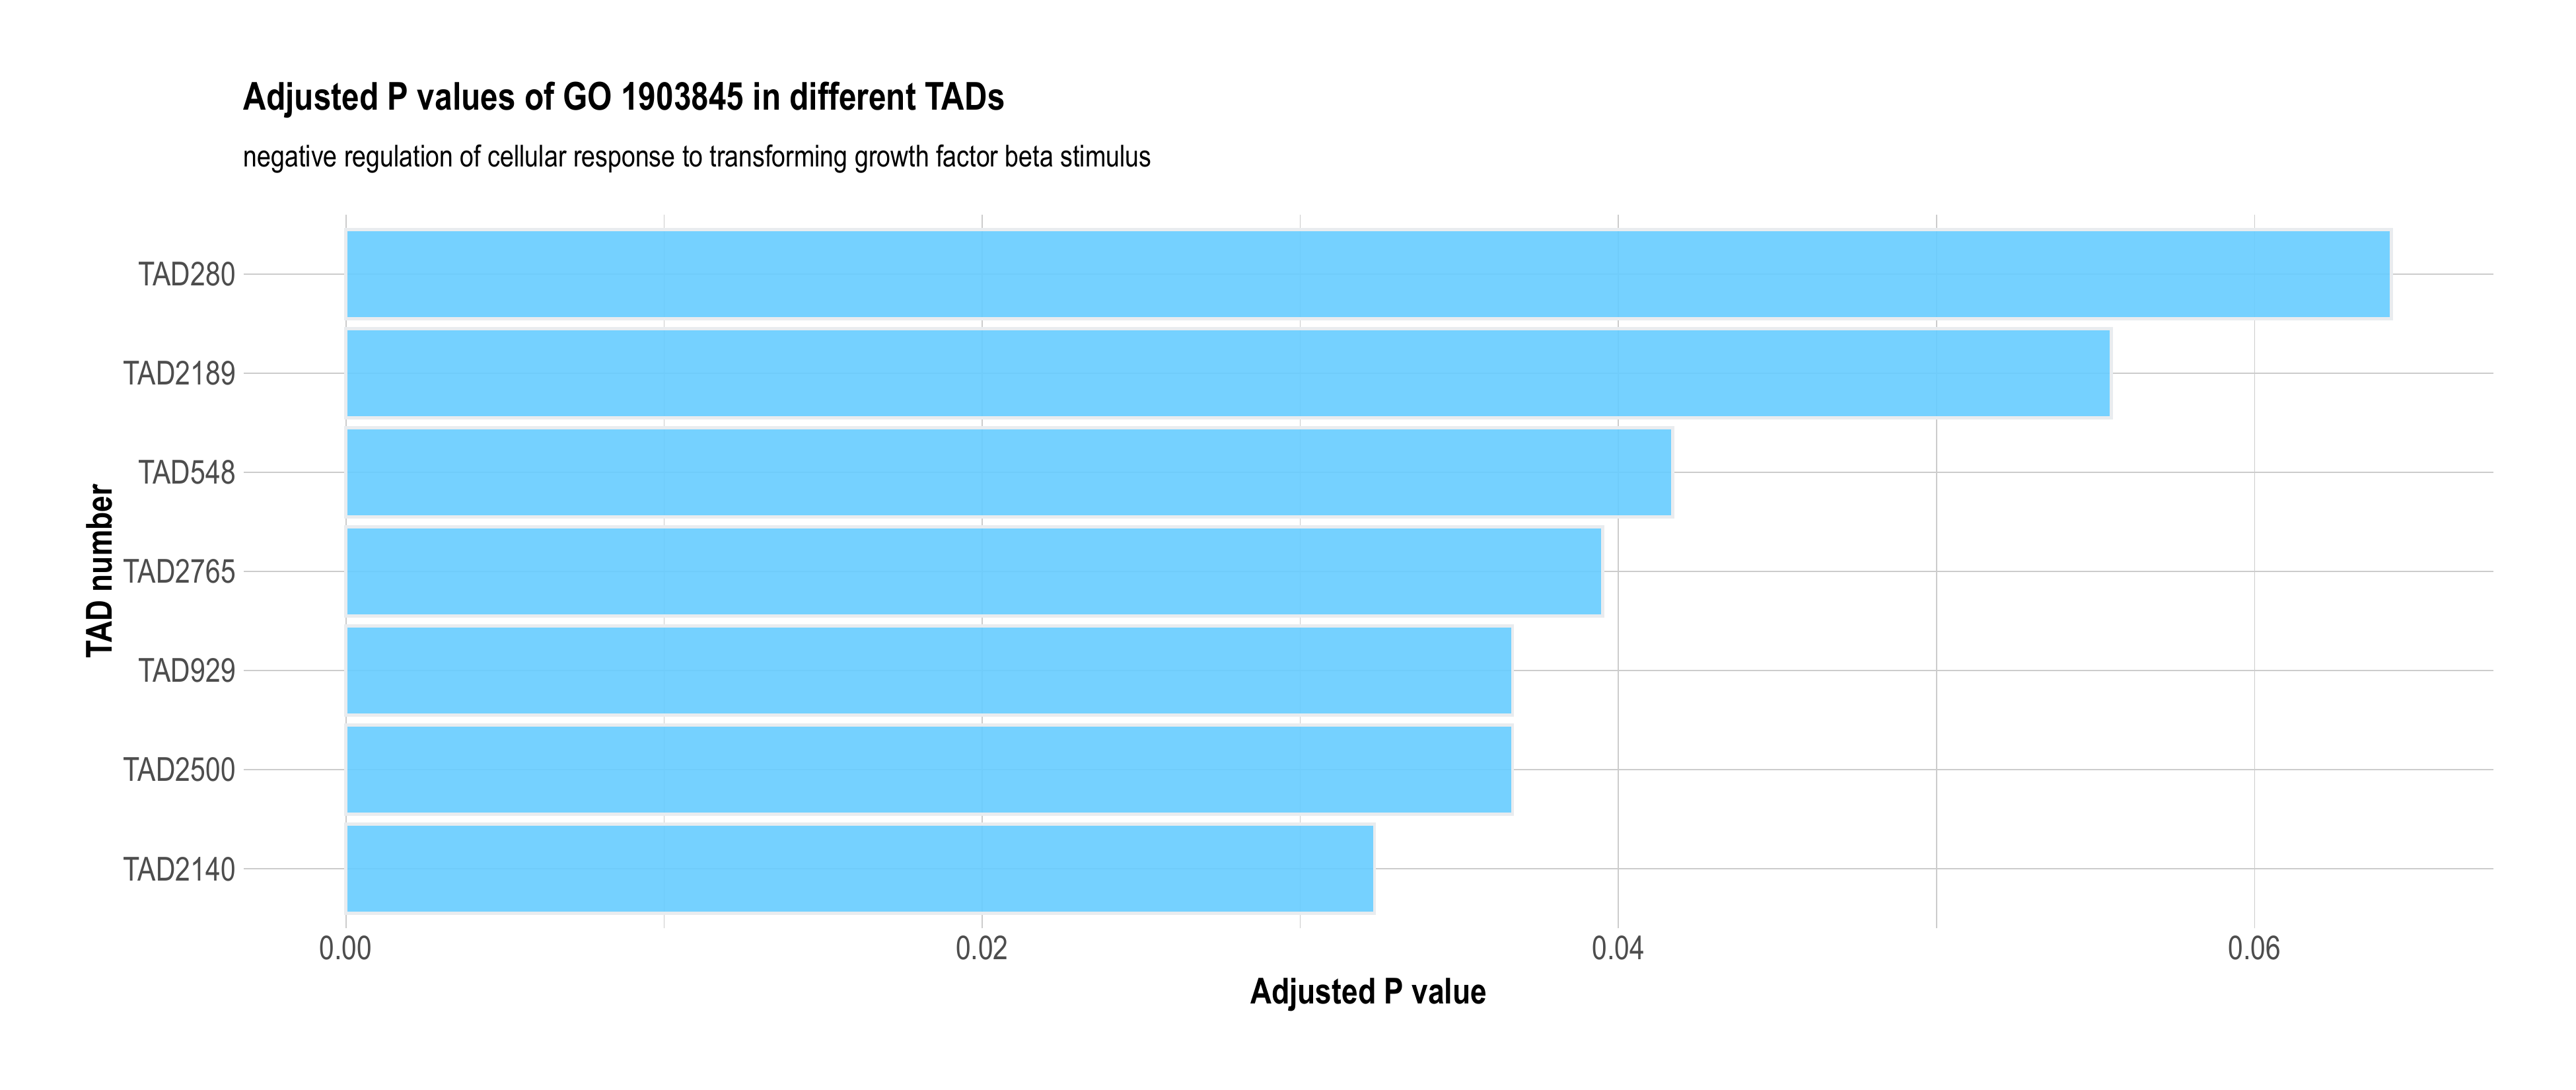 Adjusted P values of GO 1903845 in different TADs
negative regulation of cellular response to transforming growth factor beta stimulus
TAD number
TAD280
TAD2189
TAD548
TAD2765
TAD929
TAD2500
TAD2140
0.00 0.02 0.04 0.06
Adjusted P value